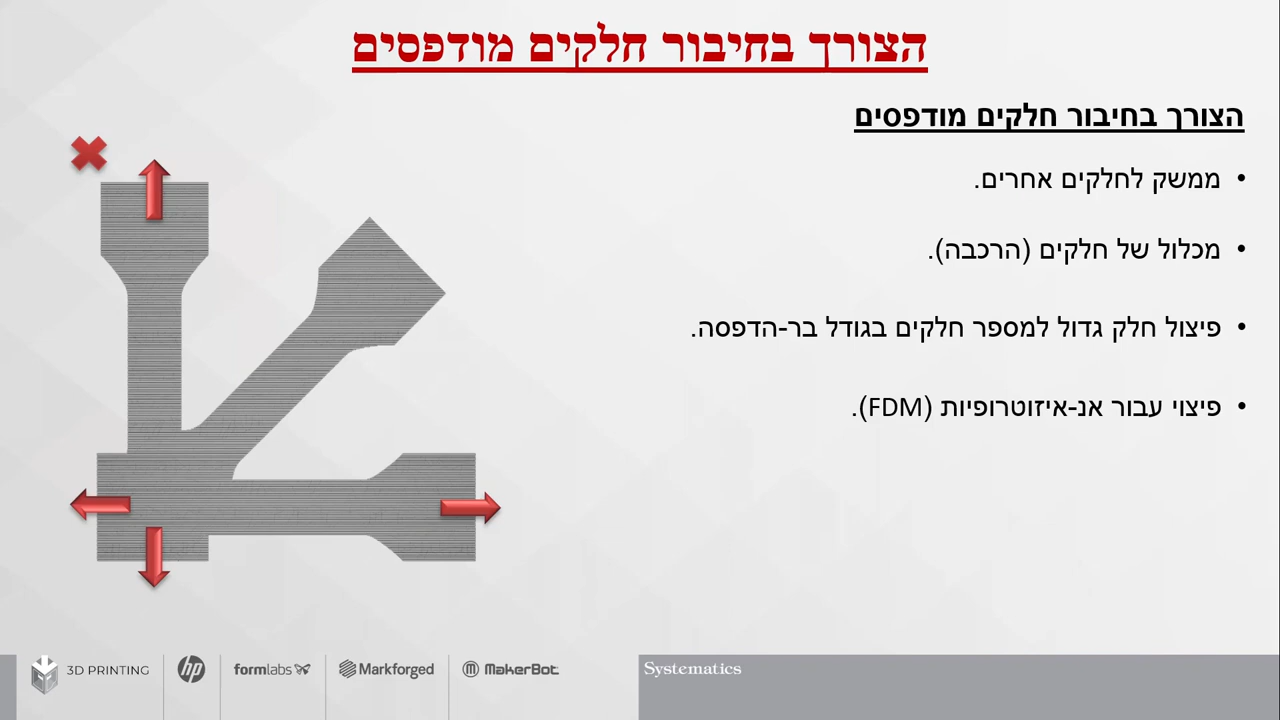 הצורך בחיבור חלקים מודפסים
הצורך בחיבור חלקים מודפסים
• ממשק לחלקים אחרים.
• מכלול של חלקים (הרכבה).
• פיצול חלק גדול למספר חלקים בגודל בר-הדפסה.
• פיצוי עבור אנ-איזוטרופיות (FDM).
3D PRINTING
hp
formlabs
Markforged
MakerBot
Systematics